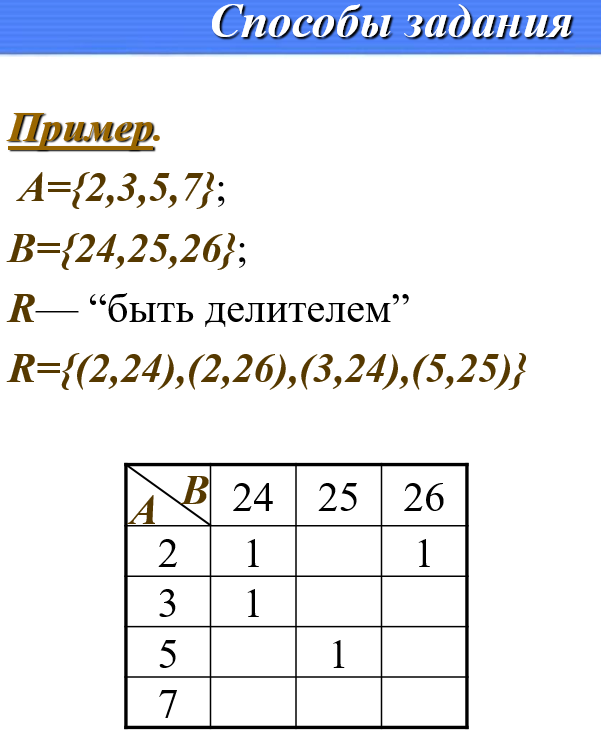 Способы задания
Пример.
A={2,3,5,7};
B={24,25,26};
R— “быть делителем”
R={(2,24),(2,26),(3,24),(5,25)}
A B 24 25 26
2 1 1
3 1
5 1
7